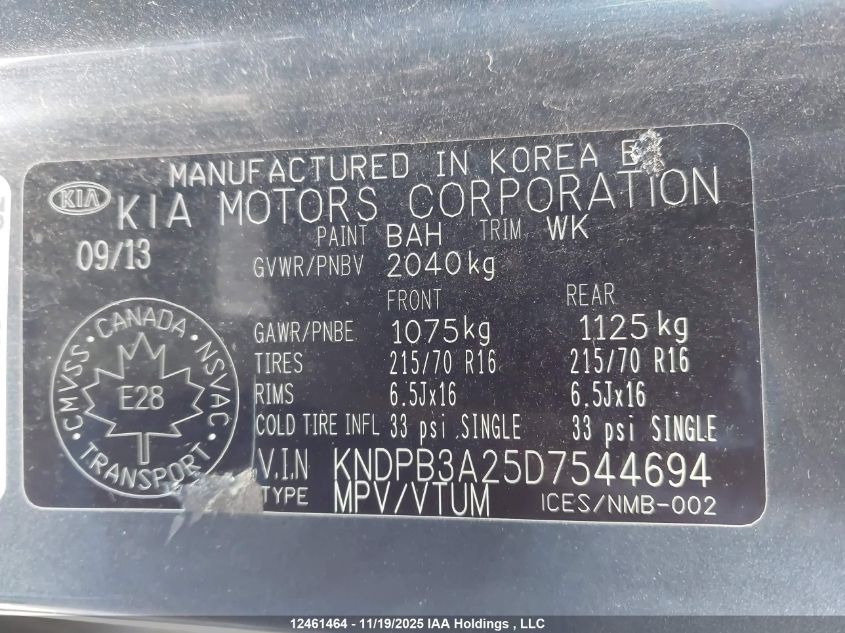 MANUFACTURED IN KOREA
KIA
KIA MOTORS CORPORATION
09/13
PAINT BAH TRIM WK
GVWR/PNBV 2040kg
FRONT REAR
GAWR/PNBE 1075kg 1125kg
TIRES 215/70 R16 215/70 R16
RIMS 6.5Jx16 6.5Jx16
COLD TIRE INFL 33 psi SINGLE 33 psi SINGLE
V.I.N KNDPB3A25D7544694
TYPE MPV/VTUM ICES/NMB-002
CANADA
CMVSS
NSVAC
E28
TRANSPORT
12461464 - 11/19/2025 IAA Holdings , LLC